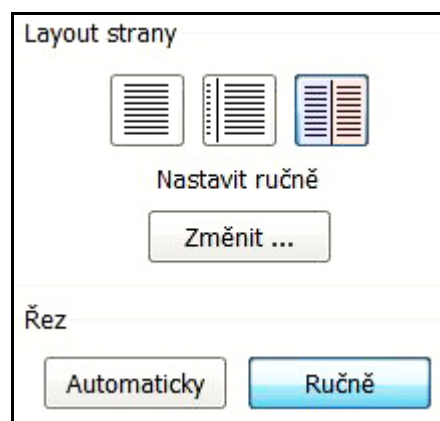 Layout strany
Nastavit ručně
Změnit ...
Řez
Automaticky
Ručně